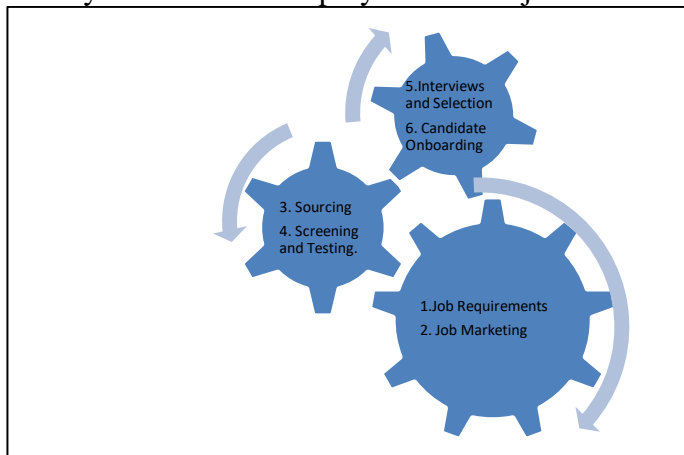 5.Interviews
and Selection
6. Candidate
Onboarding
3. Sourcing
4. Screening
and Testing.
1.Job Requirements
2. Job Marketing